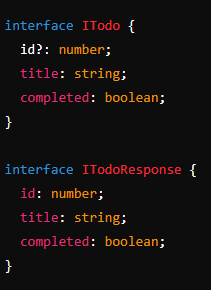 interface ITodo {
  id?: number;
  title: string;
  completed: boolean;
}
interface ITodoResponse {
  id: number;
  title: string;
  completed: boolean;
}